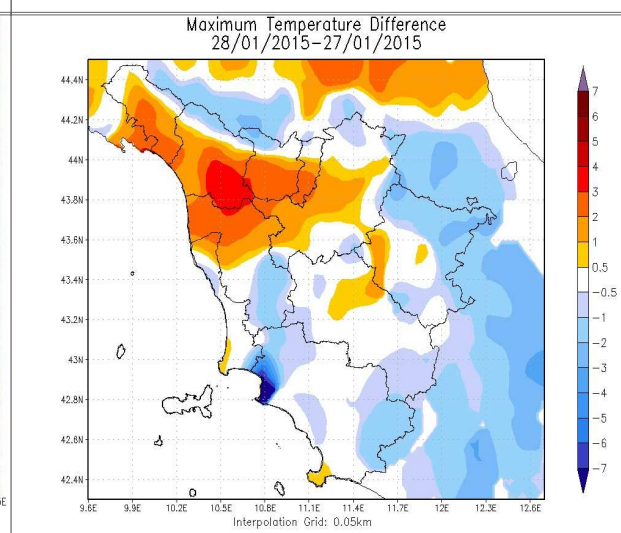 Maximum Temperature Difference
28/01/2015-27/01/2015
44.4N
44.2N
44N
43.8N
43.6N
43.4N
43.2N
43N
42.8N
42.6N
42.4N
9.6E 9.9E 10.2E 10.5E 10.8E 11.1E 11.4E 11.7E 12E 12.3E 12.6E
Interpolation Grid: 0.05km
7
6
5
4
3
2
1
0.5
-0.5
-1
-2
-3
-4
-5
-6
-7
E